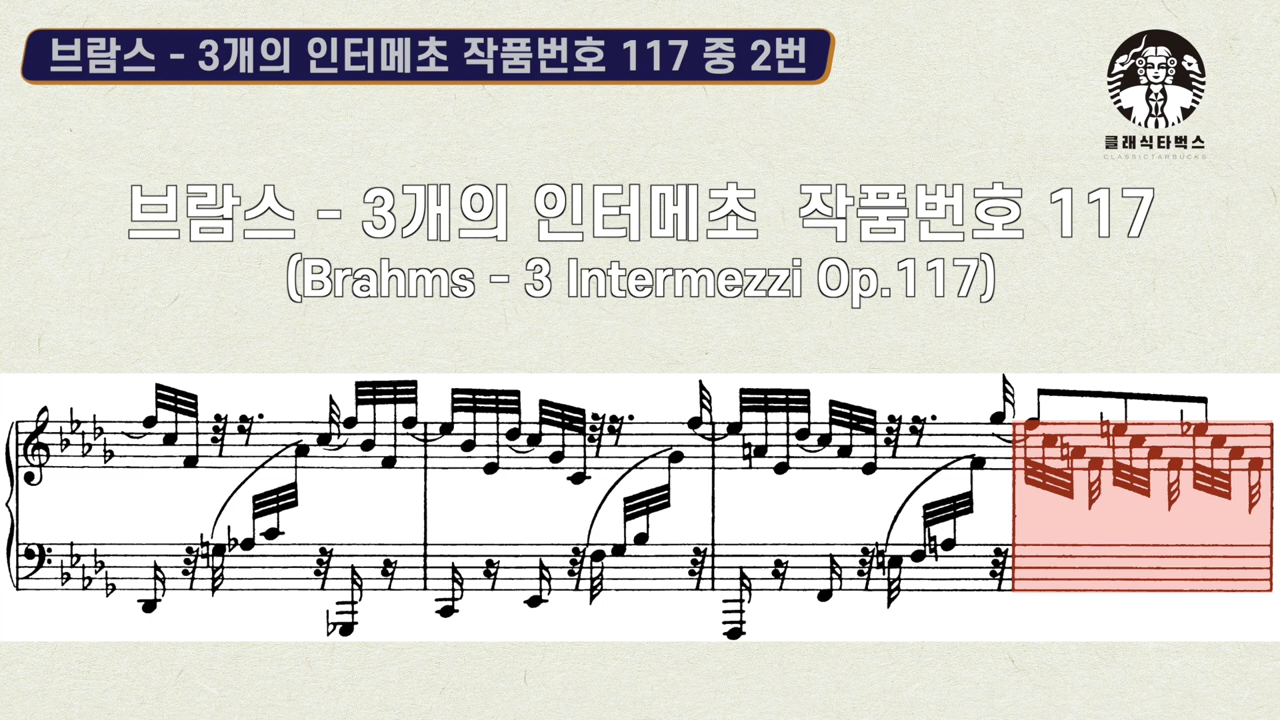 브람스 - 3개의 인터메초 작품번호 117 중 2번
클래식타벅스
CLASSICTARBUCKS
브람스 - 3개의 인터메초 작품번호 117
(Brahms - 3 Intermezzi Op.117)